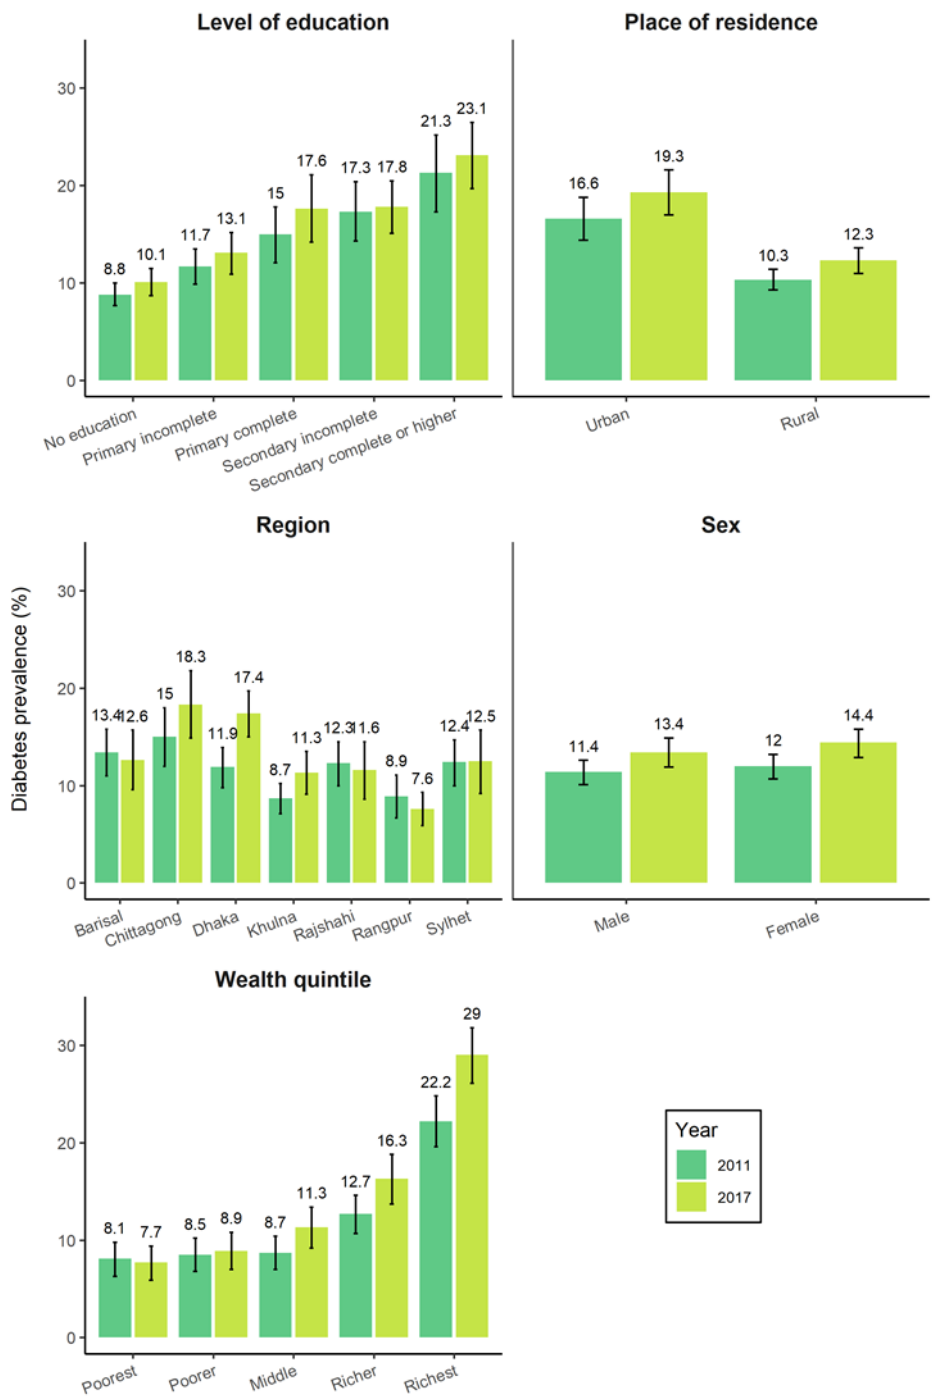 Level of education
Place of residence
30
20
10
0
8.8
10.1
11.7
13.1
15
17.6
17.3
17.8
21.3
23.1
16.6
19.3
10.3
12.3
No education
Primary incomplete
Primary complete
Secondary incomplete
Secondary complete or higher
Urban
Rural
Region
Sex
Diabetes prevalence (%)
30
20
10
0
13.4
12.6
15
18.3
11.9
17.4
8.7
11.3
12.3
11.6
8.9
7.6
12.4
12.5
11.4
13.4
12
14.4
Barisal
Chittagong
Dhaka
Khulna
Rajshahi
Rangpur
Sylhet
Male
Female
Wealth quintile
30
20
10
0
8.1
7.7
8.5
8.9
8.7
11.3
12.7
16.3
22.2
29
Poorest
Poorer
Middle
Richer
Richest
Year
2011
2017